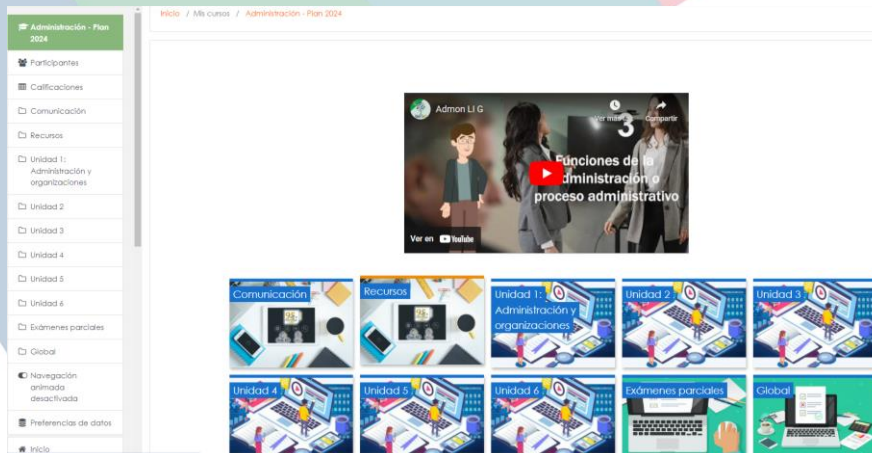 Inicio / Mis cursos / Administración - Plan 2024
Administración - Plan
2024
Participantes
Calificaciones
Comunicación
Recursos
Unidad 1:
Administración y
organizaciones
Unidad 2
Unidad 3
Unidad 4
Unidad 5
Unidad 6
Exámenes parciales
Global
Navegación
animada
desactivada
Preferencias de datos
Inicio
Admon LI G
Ver más
Compartir
3
Funciones de la
administración o
proceso administrativo
Ver en YouTube
Comunicación
Recursos
Unidad 1:
Administración y
organizaciones
Unidad 2
Unidad 3
Unidad 4
Unidad 5
Unidad 6
Exámenes parciales
Global